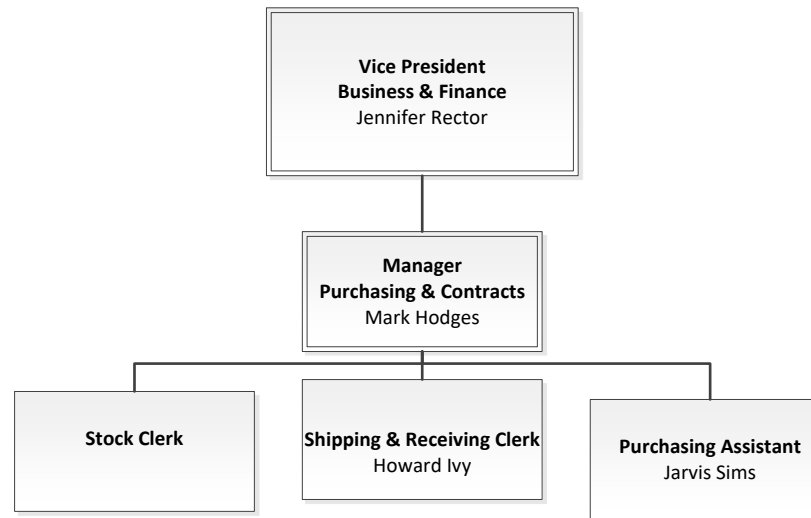 Vice President
Business & Finance
Jennifer Rector
Manager
Purchasing & Contracts
Mark Hodges
Stock Clerk
Shipping & Receiving Clerk
Howard Ivy
Purchasing Assistant
Jarvis Sims